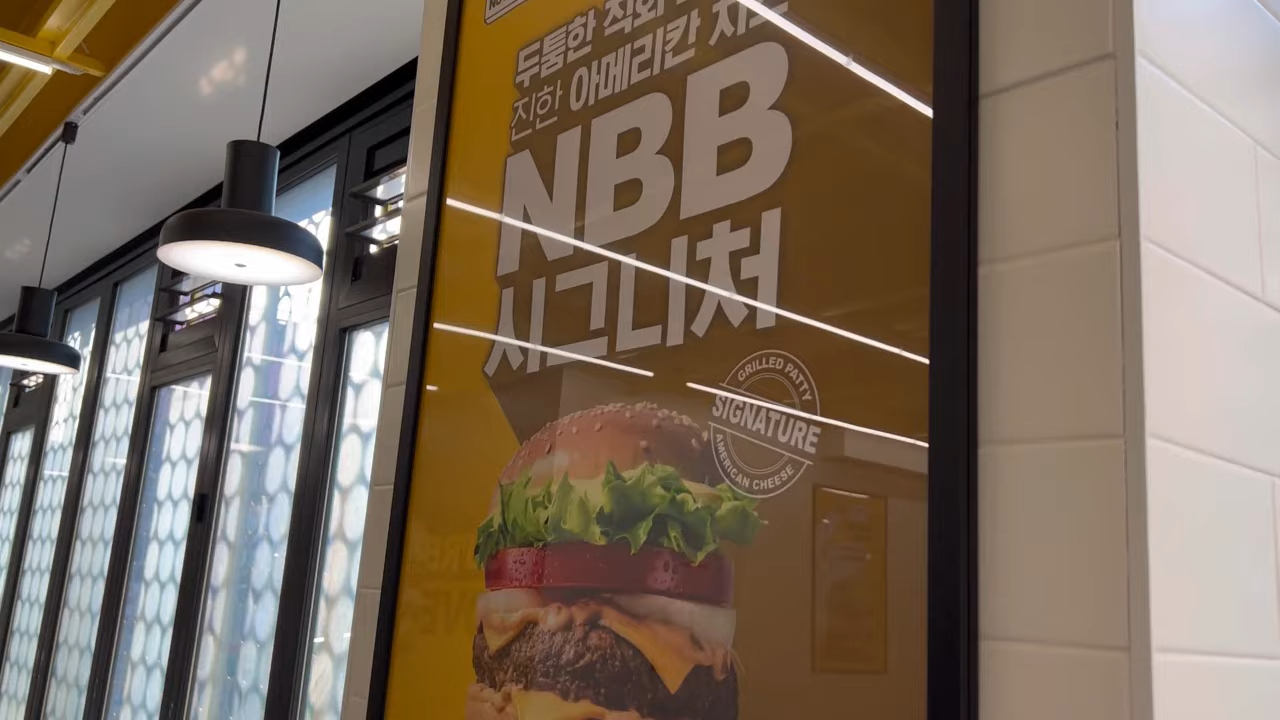 두툼한 직화
진한 아메리칸 치즈
NBB
시그니처
GRILLED PATTY
SIGNATURE
AMERICAN CHEESE